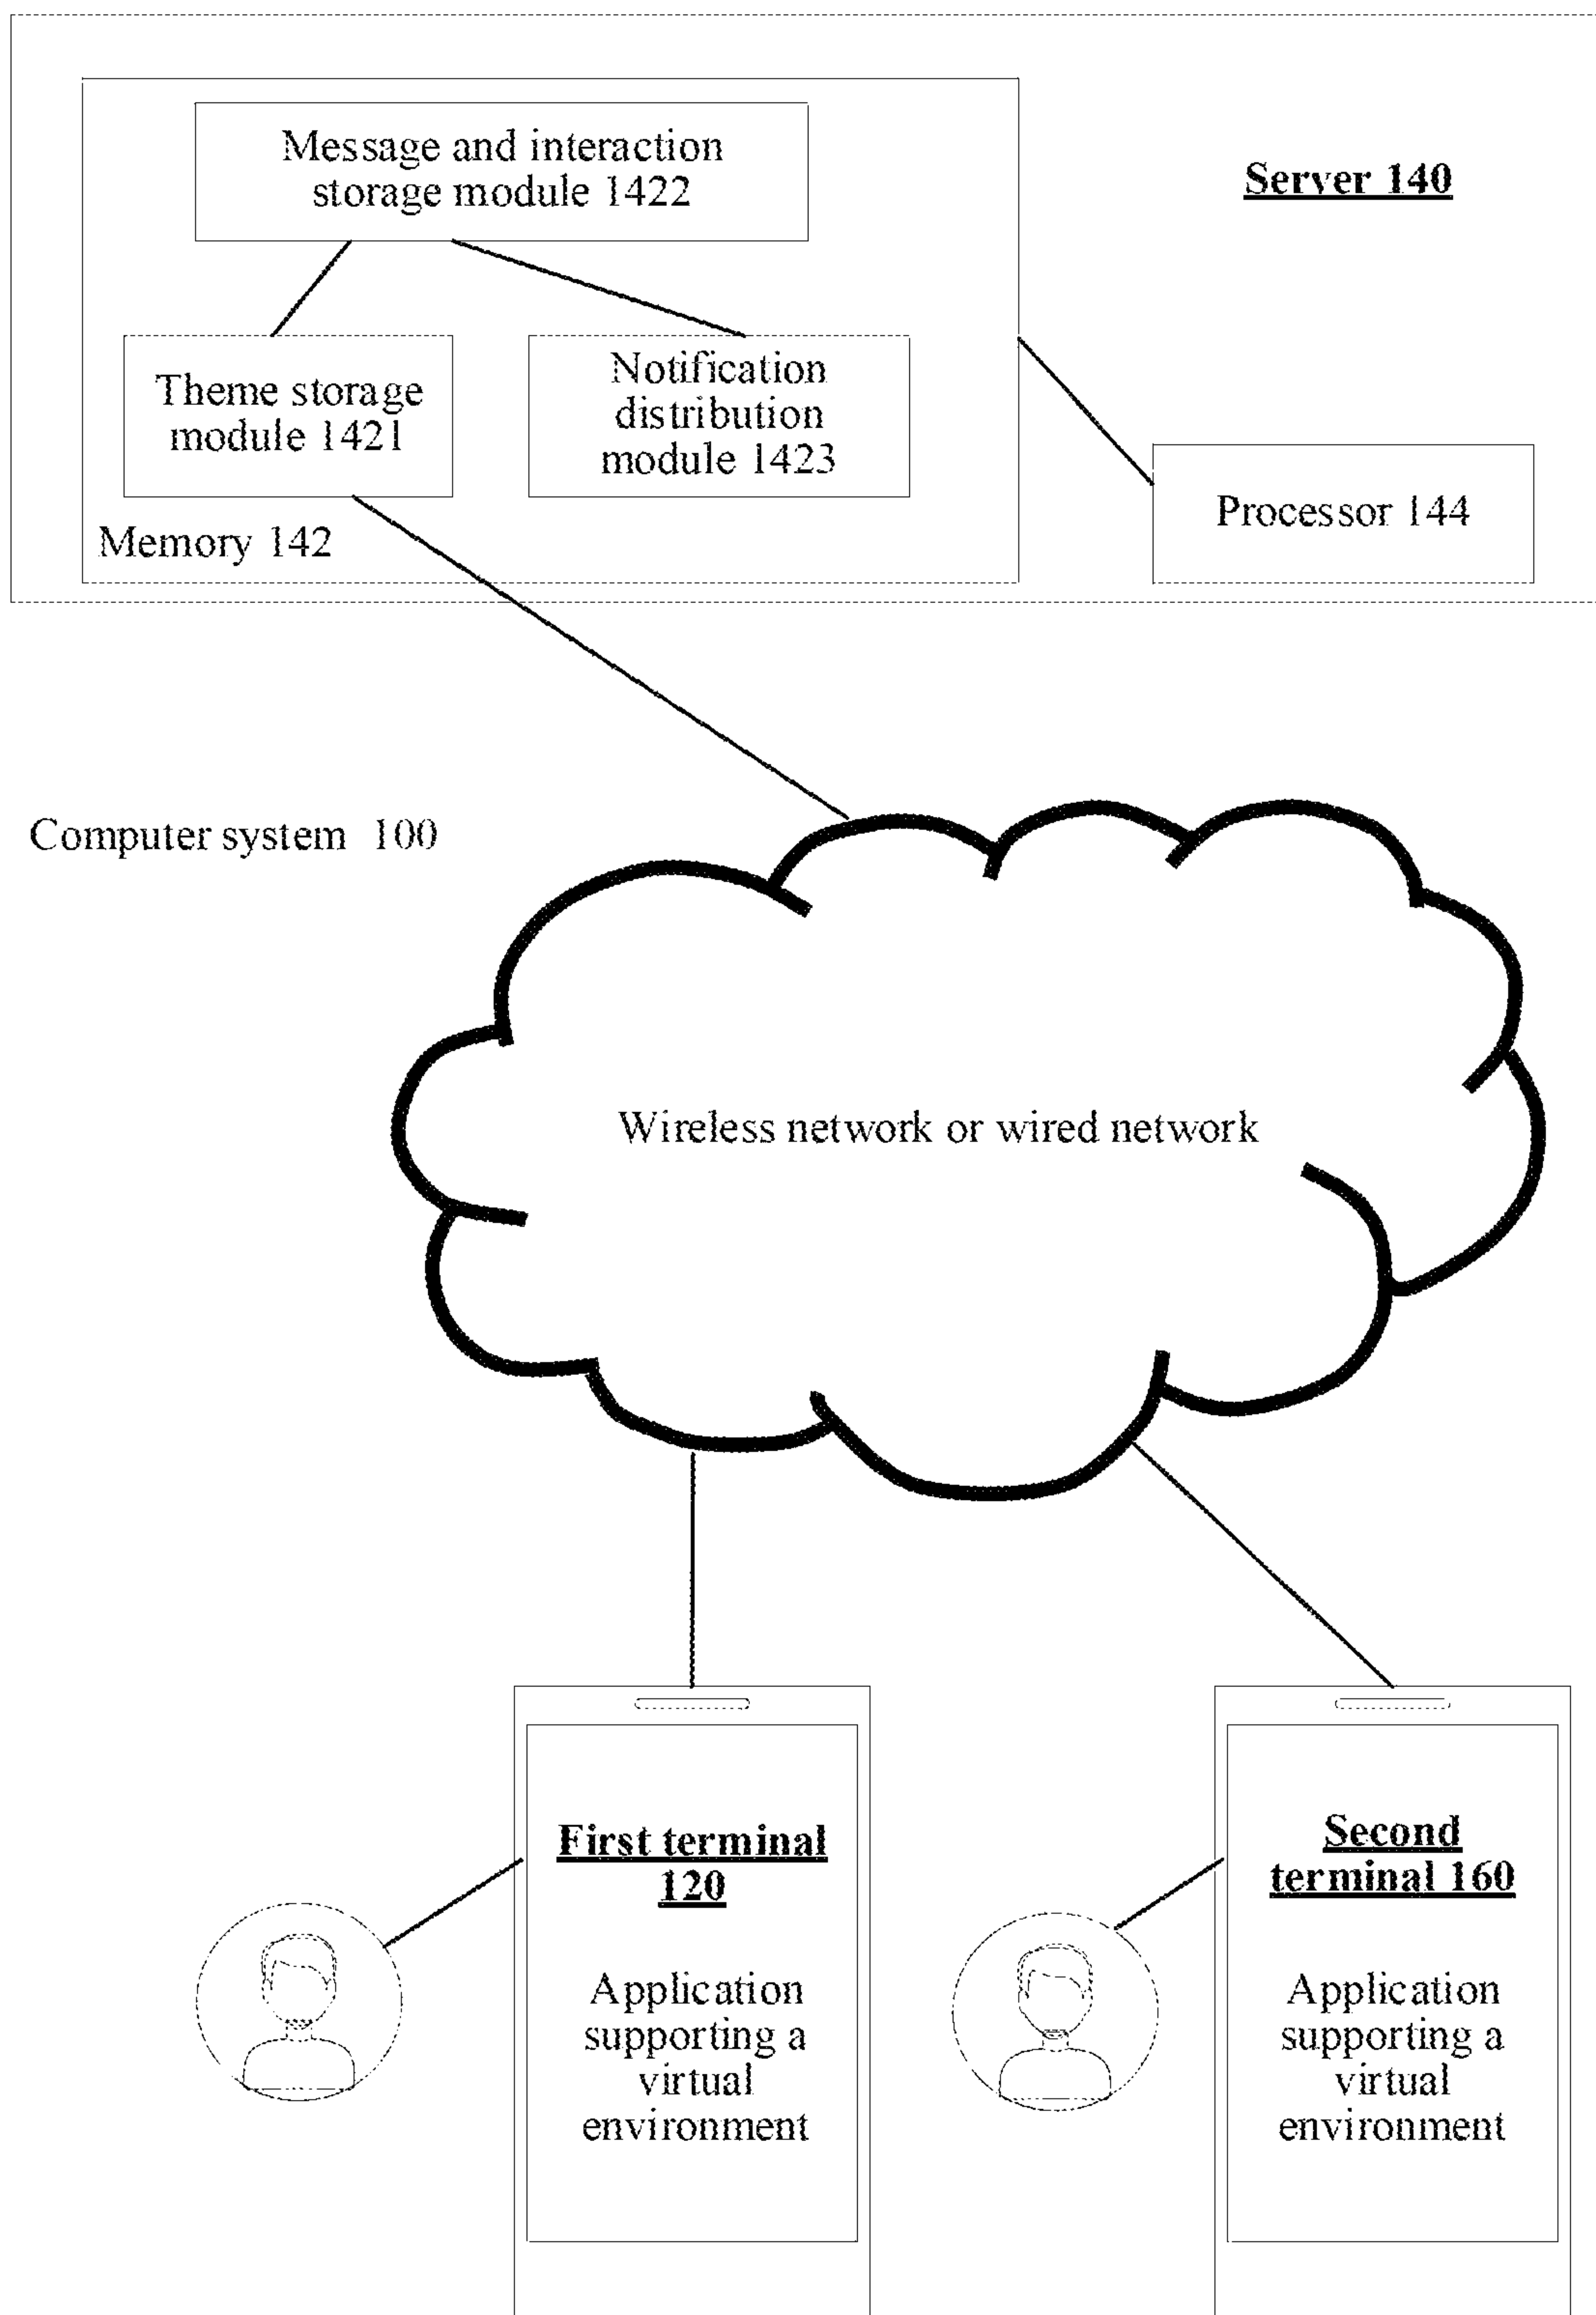 Message and interaction
storage module 1422
Server 140
Theme storage
module 1421
Notification
distribution
module 1423
Processor 144
Memory 142
Computer system 100
Wireless network or wired network
First terminal
120
Application
supporting a
virtual
environment
Second
terminal 160
Application
supporting a
virtual
environment